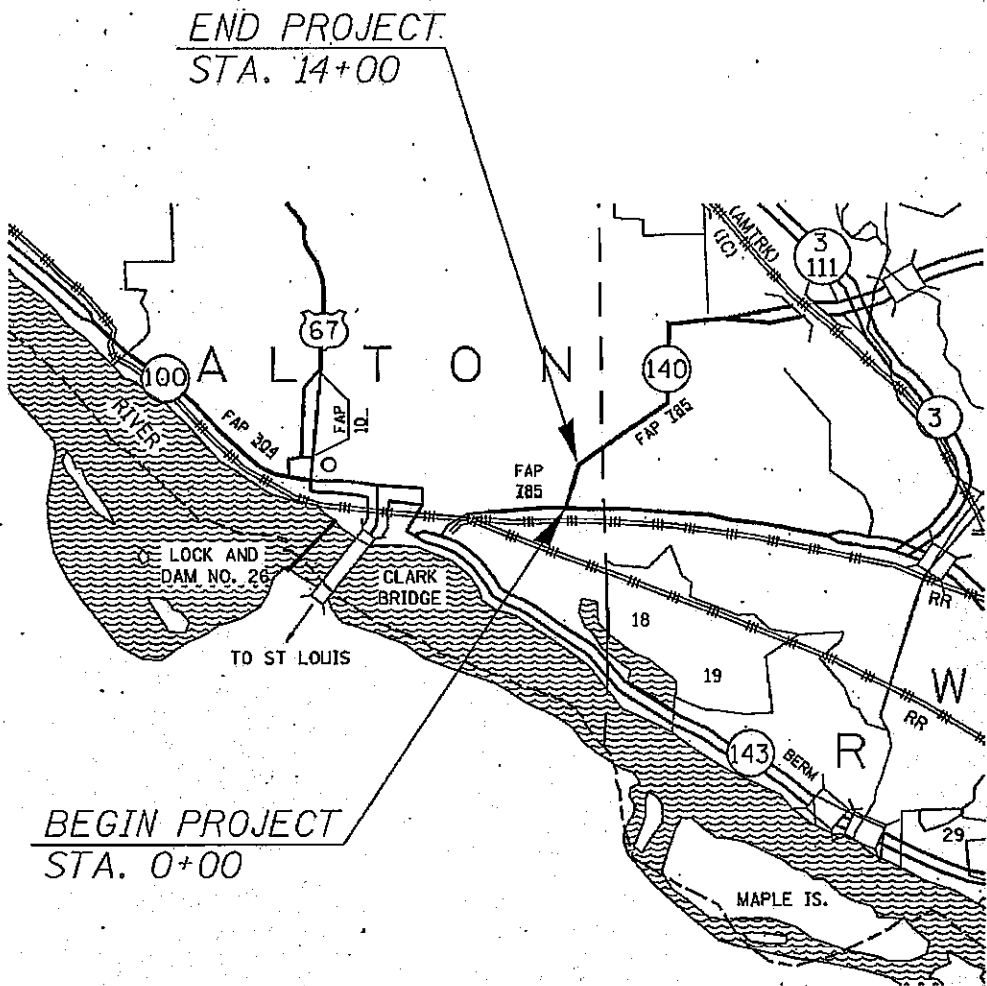 END PROJECT
STA. 14+00
(AMTRK)
(IC)
3
111
67
A L T O N
140
100
FAP
10
3
RIVER
FAP 304
FAP 785
FAP
785
LOCK AND
DAM NO. 26
CLARK
BRIDGE
RR
18
TO ST LOUIS
19
W
RR
143
BERM
R
BEGIN PROJECT
STA. 0+00
29
MAPLE IS.